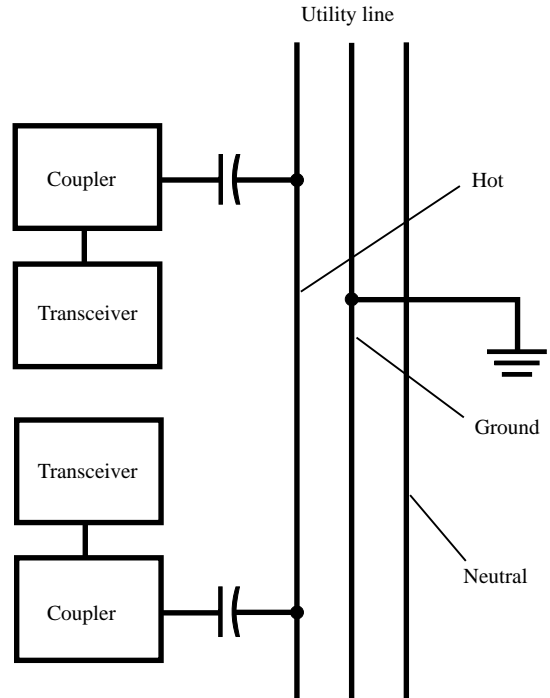 Utility line
Coupler
Hot
Transceiver
Ground
Transceiver
Neutral
Coupler